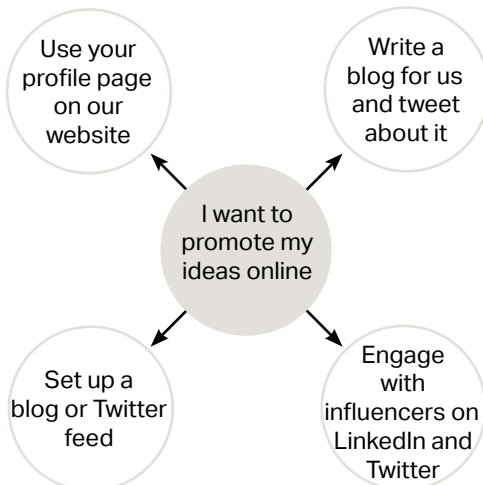 Use your
profile page
on our
website
Write a
blog for us
and tweet
about it
I want to
promote my
ideas online
Set up a
blog or Twitter
feed
Engage
with
influencers on
LinkedIn and
Twitter